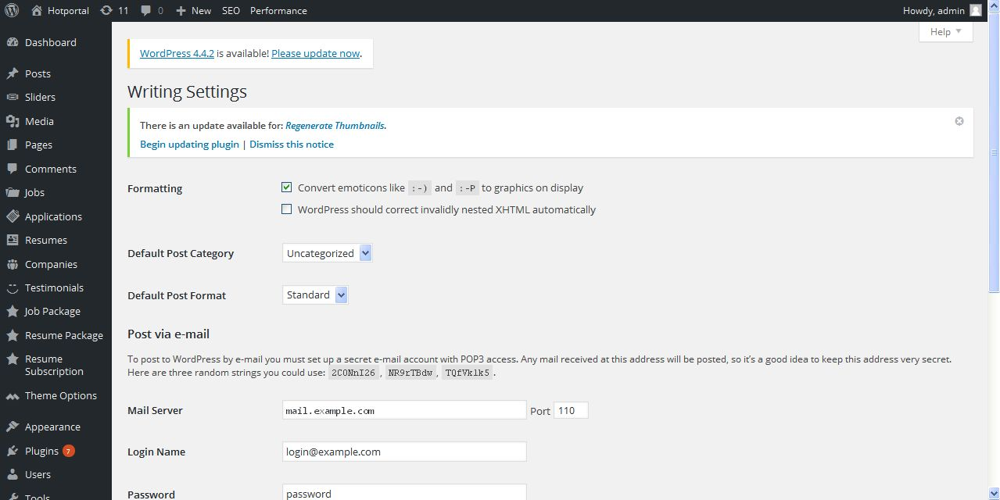 Hotportal 11 0 New SEO Performance Howdy, admin
Help
Dashboard
Posts
Sliders
Media
Pages
Comments
Jobs
Applications
Resumes
Companies
Testimonials
Job Package
Resume Package
Resume
Subscription
Theme Options
Appearance
Plugins 7
Users
Tools
WordPress 4.4.2 is available! Please update now.
Writing Settings
There is an update available for: Regenerate Thumbnails.
Begin updating plugin | Dismiss this notice
Formatting
Convert emoticons like :-) and :-P to graphics on display
WordPress should correct invalidly nested XHTML automatically
Default Post Category Uncategorized
Default Post Format Standard
Post via e-mail
To post to WordPress by e-mail you must set up a secret e-mail account with POP3 access. Any mail received at this address will be posted, so it's a good idea to keep this address very secret.
Here are three random strings you could use: 2CONnI26 , NR9rTBdw , TQfVklk5 .
Mail Server mail.example.com Port 110
Login Name login@example.com
Password password